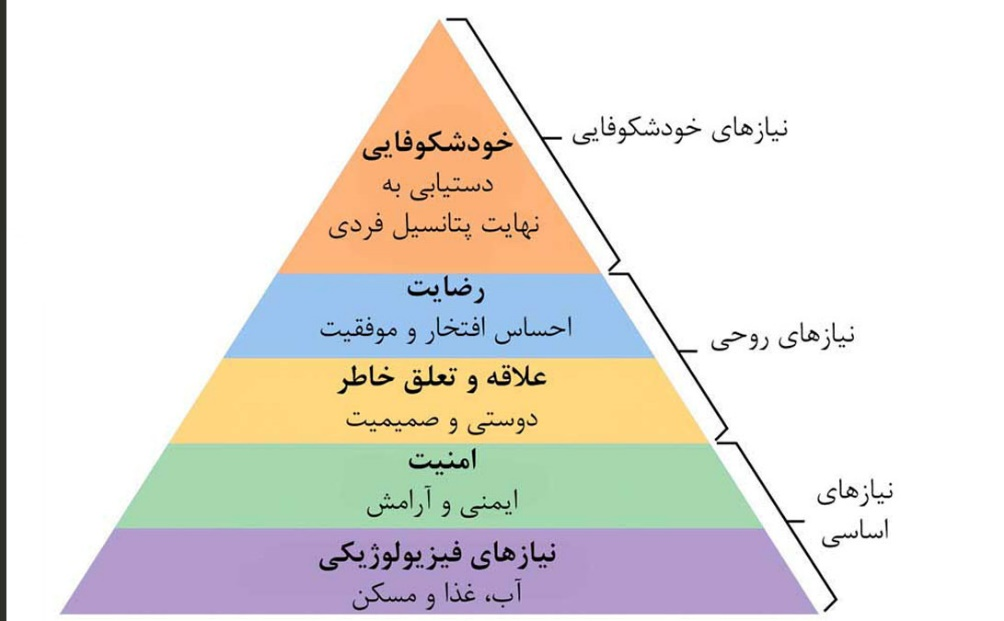 خودشکوفایی
دستیابی به
نهایت پتانسیل فردی
نیازهای خودشکوفایی
رضایت
احساس افتخار و موفقیت
علاقه و تعلق خاطر
دوستی و صمیمیت
نیازهای روحی
امنیت
ایمنی و آرامش
نیازهای فیزیولوژیکی
آب، غذا و مسکن
نیازهای
اساسی